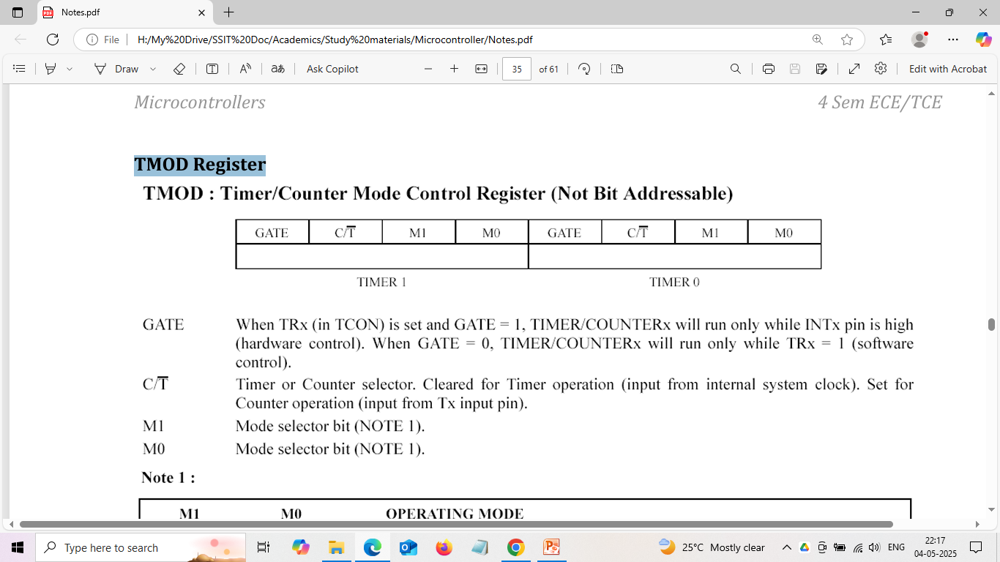 Notes.pdf
File
H:/My%20Drive/SSIT%20Doc/Academics/Study%20materials/Microcontroller/Notes.pdf
Draw
Ask Copilot
35 of 61
Edit with Acrobat
Microcontrollers 4 Sem ECE/TCE
TMOD Register
TMOD : Timer/Counter Mode Control Register (Not Bit Addressable)
GATE C/T̅ M1 M0 GATE C/T̅ M1 M0
TIMER 1 TIMER 0
GATE When TRx (in TCON) is set and GATE = 1, TIMER/COUNTERx will run only while INTx pin is high
(hardware control). When GATE = 0, TIMER/COUNTERx will run only while TRx = 1 (software
control).
C/T̅ Timer or Counter selector. Cleared for Timer operation (input from internal system clock). Set for
Counter operation (input from Tx input pin).
M1 Mode selector bit (NOTE 1).
M0 Mode selector bit (NOTE 1).
Note 1 :
M1 M0 OPERATING MODE
Type here to search
25°C Mostly clear
ENG
22:17
04-05-2025